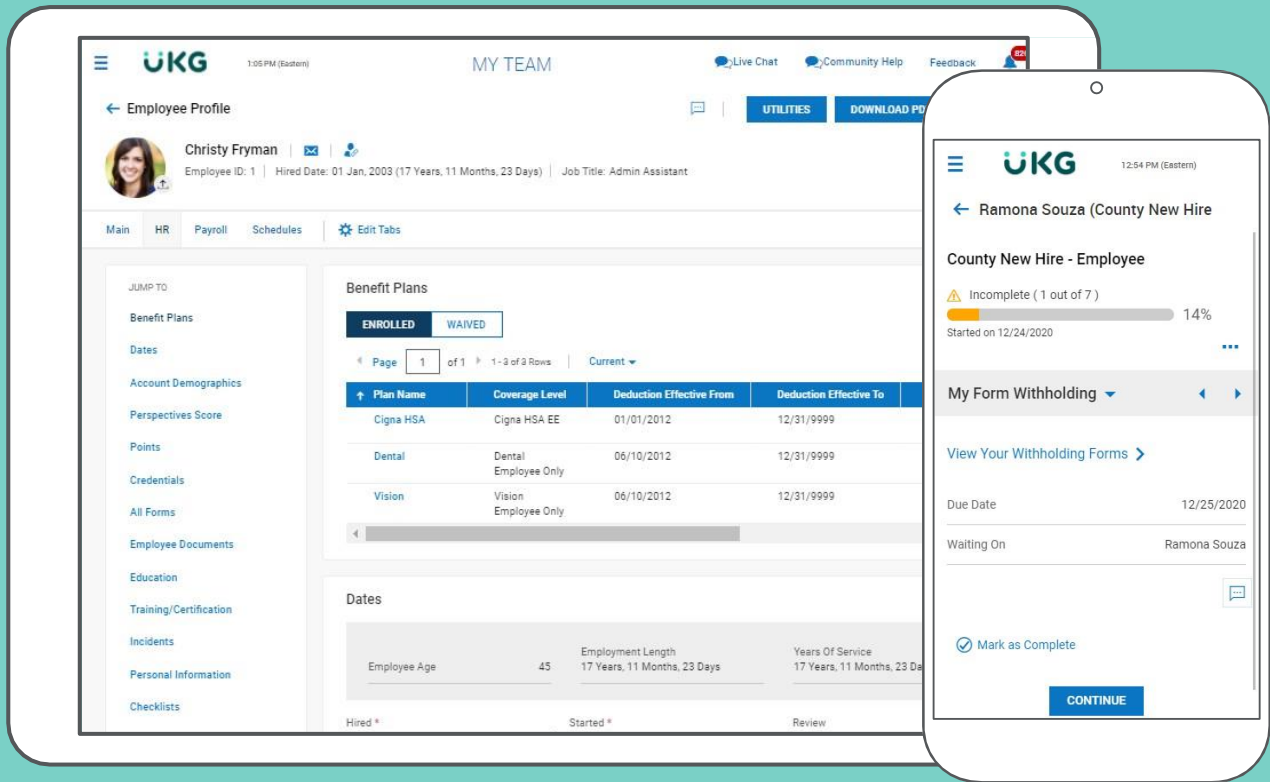 UKG
1:05 PM (Eastern)
MY TEAM
Live Chat
Community Help
Feedback
Employee Profile
UTILITIES
DOWNLOAD
Christy Fryman
Employee ID: 1 | Hired Date: 01 Jan, 2003 (17 Years, 11 Months, 23 Days) | Job Title: Admin Assistant
Main HR Payroll Schedules Edit Tabs
JUMP TO
Benefit Plans
Dates
Account Demographics
Perspectives Score
Points
Credentials
All Forms
Employee Documents
Education
Training/Certification
Incidents
Personal Information
Checklists
Benefit Plans
ENROLLED WAIVED
Page 1 of 1 1 - 3 of 3 Rows Current
Plan Name Coverage Level Deduction Effective From Deduction Effective To
Cigna HSA Cigna HSA EE 01/01/2012 12/31/9999
Dental Dental 06/10/2012 12/31/9999
Employee Only
Vision Vision 06/10/2012 12/31/9999
Employee Only
Dates
Employment Length Years Of Service
Employee Age 45 17 Years, 11 Months, 23 Days 17 Years, 11 Months, 23 Da
Hired * Started * Review
UKG
12:54 PM (Eastern)
Ramona Souza (County New Hire
County New Hire - Employee
Incomplete ( 1 out of 7 )
14%
Started on 12/24/2020
My Form Withholding
View Your Withholding Forms
Due Date 12/25/2020
Waiting On Ramona Souza
Mark as Complete
CONTINUE